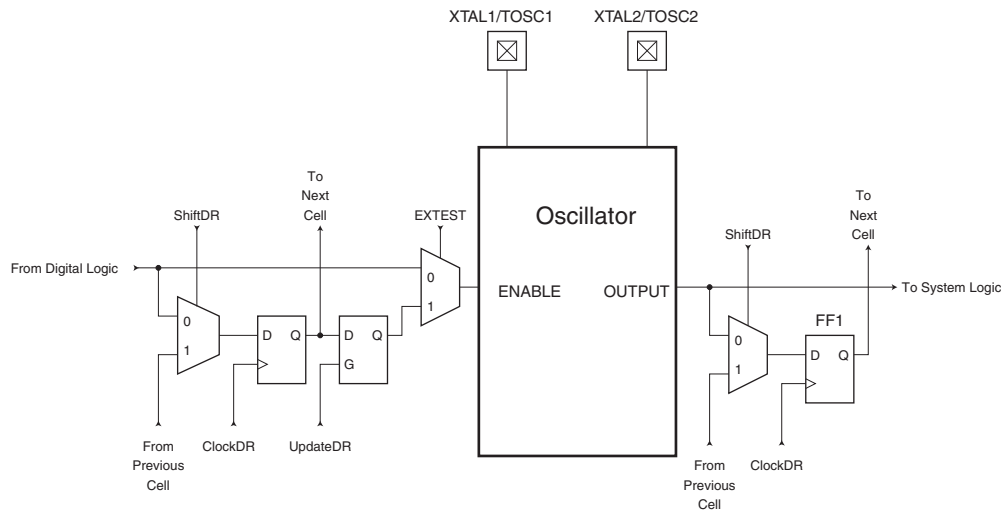 XTAL1/TOSC1
XTAL2/TOSC2
To
Next
Cell
ShiftDR
EXTEST
From Digital Logic
0
1
D Q
D Q
G
0
1
ClockDR
UpdateDR
From
Previous
Cell
Oscillator
ENABLE
OUTPUT
To
Next
Cell
ShiftDR
To System Logic
FF1
0
1
D Q
From
Previous
Cell
ClockDR